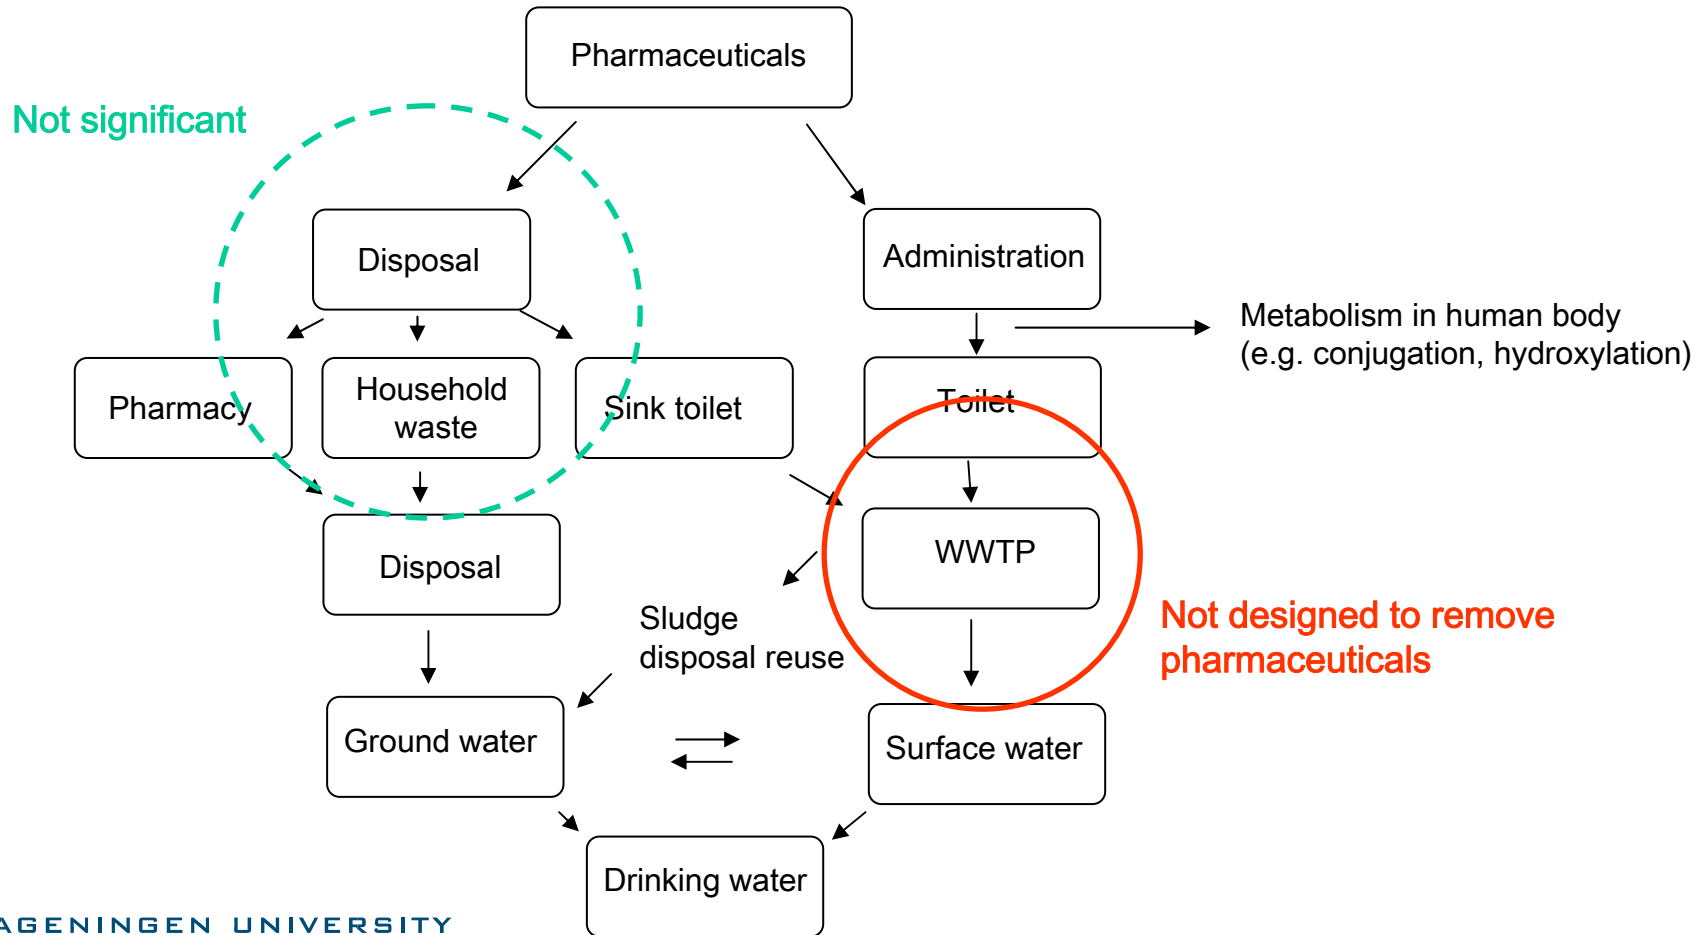 Pharmaceuticals
Not significant
Disposal
Administration
Metabolism in human body
(e.g. conjugation, hydroxylation)
Pharmacy
Household
waste
Sink toilet
Toilet
Disposal
WWTP
Sludge
disposal reuse
Not designed to remove
pharmaceuticals
Ground water
Surface water
Drinking water
AGENINGEN UNIVERSITY